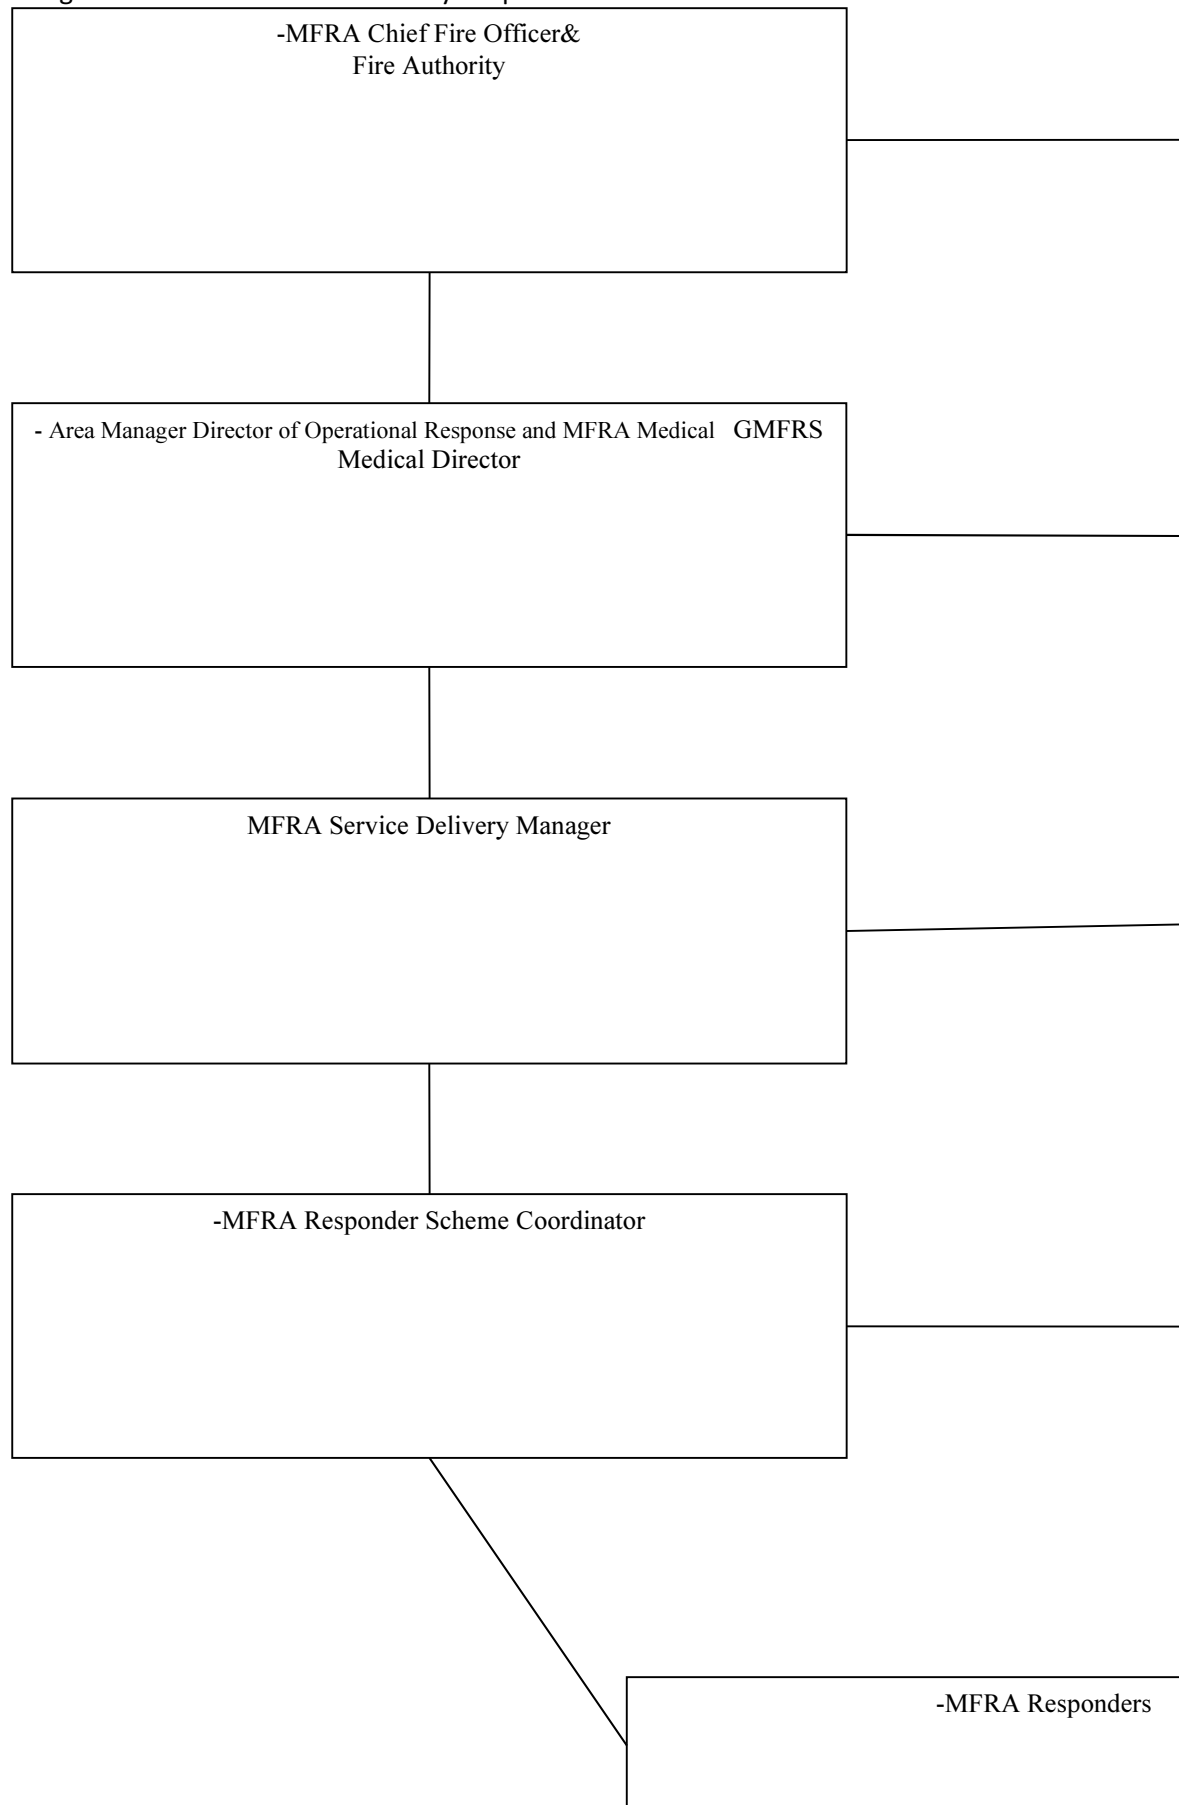 -MFRA Chief Fire Officer&
Fire Authority
- Area Manager Director of Operational Response and MFRA Medical GMFRS
Medical Director
MFRA Service Delivery Manager
-MFRA Responder Scheme Coordinator
-MFRA Responders